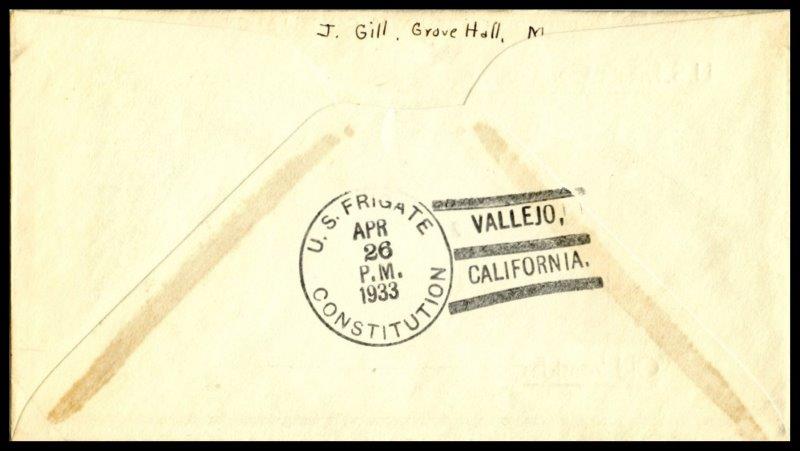 J. Gill. Grove Hall, M
U.S. FRIGATE
APR
26
P.M.
1933
CONSTITUTION
VALLEJO,
CALIFORNIA.